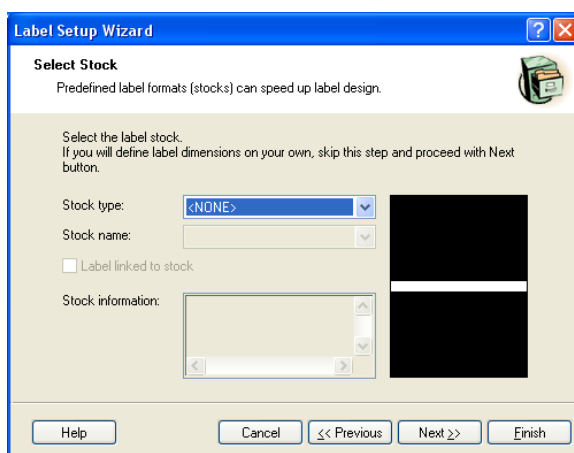 Label Setup Wizard
Select Stock
Predefined label formats (stocks) can speed up label design.
Select the label stock.
If you will define label dimensions on your own, skip this step and proceed with Next
button.
Stock type:
<NONE>
Stock name:
Label linked to stock
Stock information:
Help
Cancel
<< Previous
Next >>
Finish